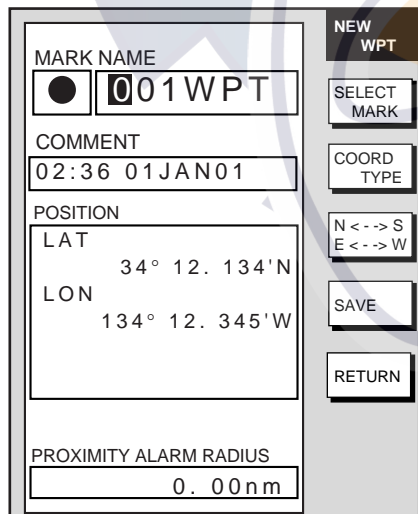 MARK NAME
● 001WPT
COMMENT
02:36 01JAN01
POSITION
LAT
34° 12. 134'N
LON
134° 12. 345'W
PROXIMITY ALARM RADIUS
0. 00nm
NEW
WPT
SELECT
MARK
COORD
TYPE
N < - -> S
E < - -> W
SAVE
RETURN